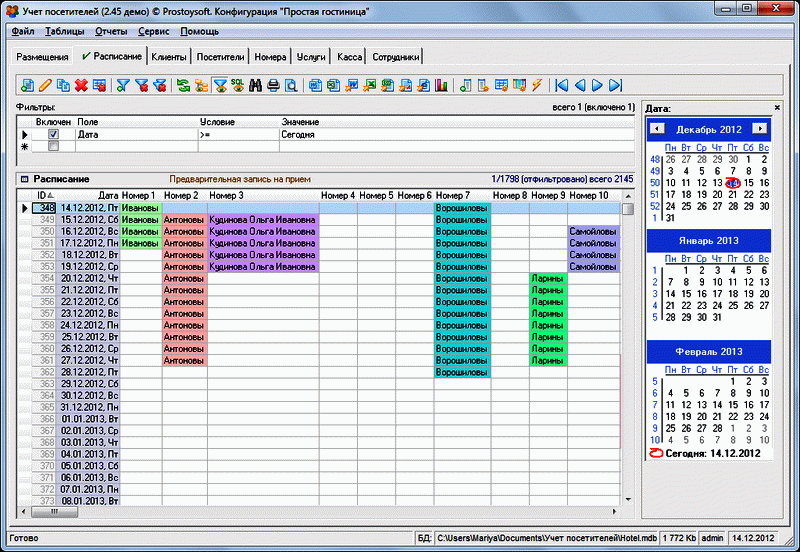 Учет посетителей (2.45 демо) © Prostoysoft. Конфигурация "Простая гостиница"
Файл Таблицы Отчеты Сервис Помощь
Размещения Расписание Клиенты Посетители Номера Услуги Касса Сотрудники
SQL
Фильтры: всего 1 (включено 1)
Включен Поле Условие Значение
Дата >= Сегодня
Расписание Предварительная запись на прием 1/1798 (отфильтровано) всего 2145
ID Дата Номер 1 Номер 2 Номер 3 Номер 4 Номер 5 Номер 6 Номер 7 Номер 8 Номер 9 Номер 10
348 14.12.2012, Пт Ивановы Ворошиловы
349 15.12.2012, Сб Ивановы Антоновы Кудинова Ольга Ивановна Ворошиловы
350 16.12.2012, Вс Ивановы Антоновы Кудинова Ольга Ивановна Ворошиловы Самойловы
351 17.12.2012, Пн Ивановы Антоновы Кудинова Ольга Ивановна Ворошиловы Самойловы
352 18.12.2012, Вт Антоновы Кудинова Ольга Ивановна Ворошиловы Самойловы
353 19.12.2012, Ср Антоновы Кудинова Ольга Ивановна Ворошиловы Самойловы
354 20.12.2012, Чт Антоновы Ворошиловы Ларины
355 21.12.2012, Пт Антоновы Ворошиловы Ларины
356 22.12.2012, Сб Антоновы Ворошиловы Ларины
357 23.12.2012, Вс Антоновы Ворошиловы Ларины
358 24.12.2012, Пн Антоновы Ворошиловы Ларины
359 25.12.2012, Вт Антоновы Ворошиловы Ларины
360 26.12.2012, Ср Антоновы Ворошиловы Ларины
361 27.12.2012, Чт Антоновы Ворошиловы Ларины
362 28.12.2012, Пт Ворошиловы
363 29.12.2012, Сб
364 30.12.2012, Вс
365 31.12.2012, Пн
366 01.01.2013, Вт
367 02.01.2013, Ср
368 03.01.2013, Чт
369 04.01.2013, Пт
370 05.01.2013, Сб
371 06.01.2013, Вс
372 07.01.2013, Пн
373 08.01.2013, Вт
Дата:
Декабрь 2012
Пн Вт Ср Чт Пт Сб Вс
48 26 27 28 29 30 1 2
49 3 4 5 6 7 8 9
50 10 11 12 13 14 15 16
51 17 18 19 20 21 22 23
52 24 25 26 27 28 29 30
1 31
Январь 2013
Пн Вт Ср Чт Пт Сб Вс
1 1 2 3 4 5 6
2 7 8 9 10 11 12 13
3 14 15 16 17 18 19 20
4 21 22 23 24 25 26 27
5 28 29 30 31
Февраль 2013
Пн Вт Ср Чт Пт Сб Вс
5 1 2 3
6 4 5 6 7 8 9 10
7 11 12 13 14 15 16 17
8 18 19 20 21 22 23 24
9 25 26 27 28 1 2 3
10 4 5 6 7 8 9 10
Сегодня: 14.12.2012
Готово БД: C:\Users\Mariya\Documents\Учет посетителей\Hotel.mdb 1 772 Kb admin 14.12.2012